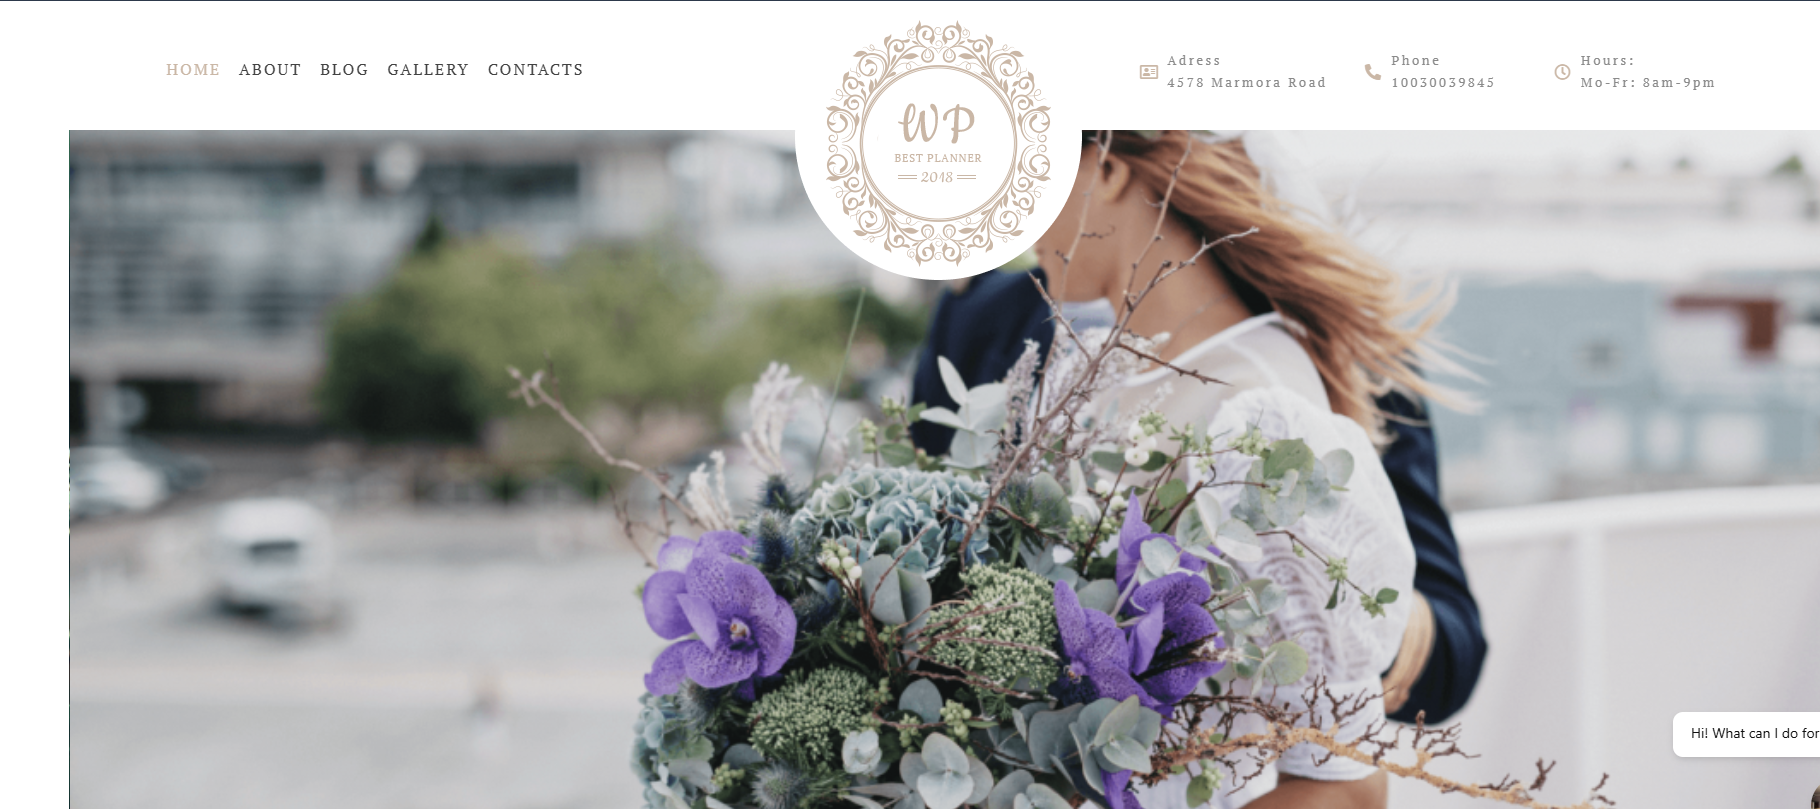 HOME ABOUT BLOG GALLERY CONTACTS
WP
BEST PLANNER
2018
Adress
4578 Marmora Road
Phone
10030039845
Hours:
Mo-Fr: 8am-9pm
Hi! What can I do for